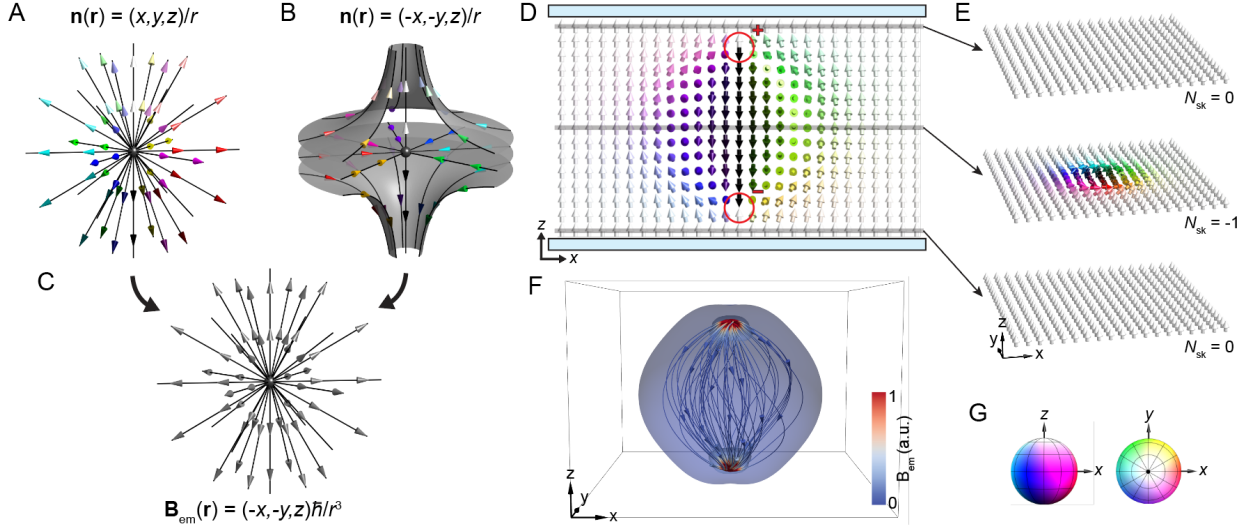 A
n(r) = (x,y,z)/r
B
n(r) = (-x,-y,z)/r
C
B_em(r) = (-x,-y,z)ħ/r³
D
+
−
z
x
E
N_sk = 0
N_sk = -1
N_sk = 0
z
y
x
F
1
0
B_em (a.u.)
z
y
x
G
z
x
y
x